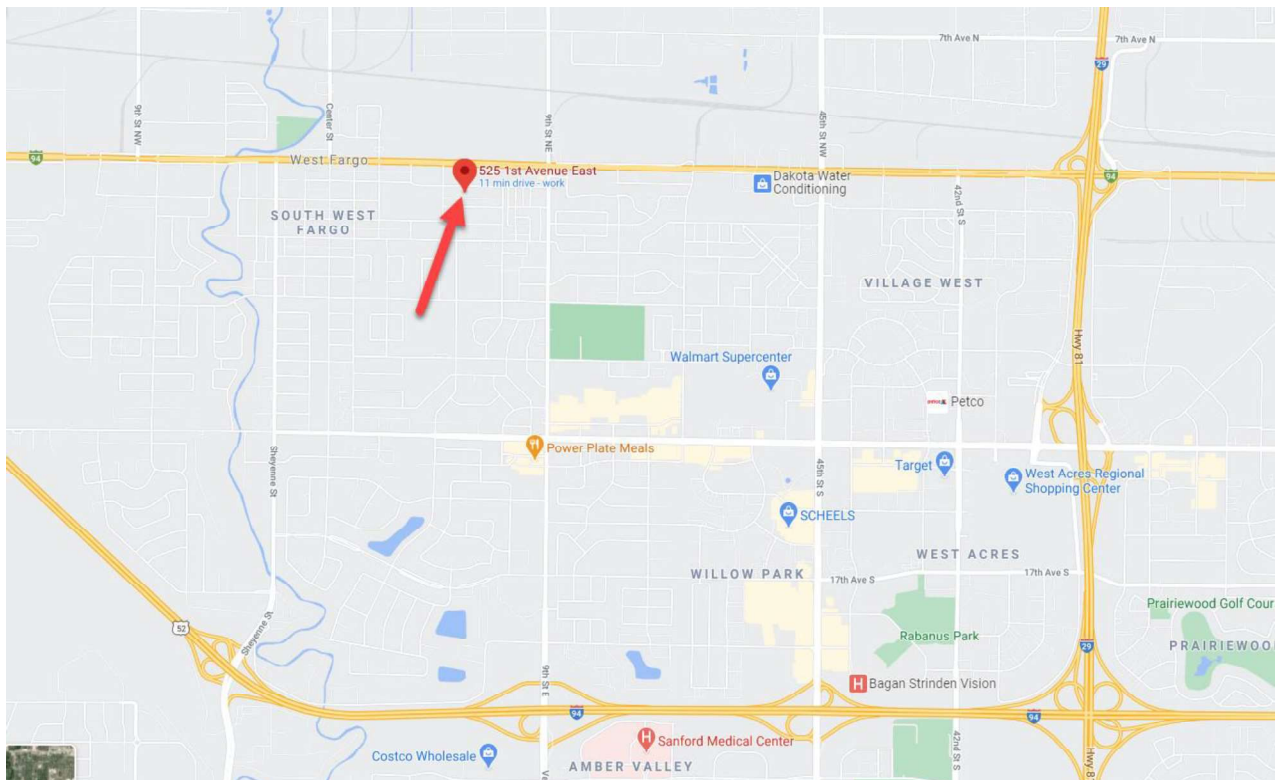 7th Ave N
7th Ave N
29
9th St NW
Center St
9th St NE
45th St NW
94
West Fargo
525 1st Avenue East
11 min drive - work
Dakota Water
Conditioning
94
42nd St S
SOUTH WEST
FARGO
VILLAGE WEST
Hwy 81
Walmart Supercenter
Petco
Power Plate Meals
Sheyenne St
45th St S
Target
West Acres Regional
Shopping Center
SCHEELS
WEST ACRES
WILLOW PARK
17th Ave S
17th Ave S
Prairiewood Golf Cour
52
Sheyenne St
Rabanus Park
29
PRAIRIEWOO
9th St E
H
Bagan Strinden Vision
94
94
42nd St S
H
Sanford Medical Center
Costco Wholesale
AMBER VALLEY
Hwy 8